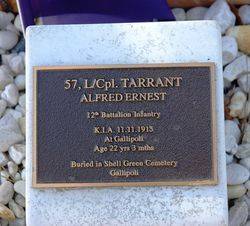 57, L/Cpl. TARRANT
ALFRED ERNEST
12th Battalion Infantry
K.I.A. 11.11.1915
At Gallipoli
Age 22 yrs 3 mths
Buried in Shell Green Cemetery
Gallipoli